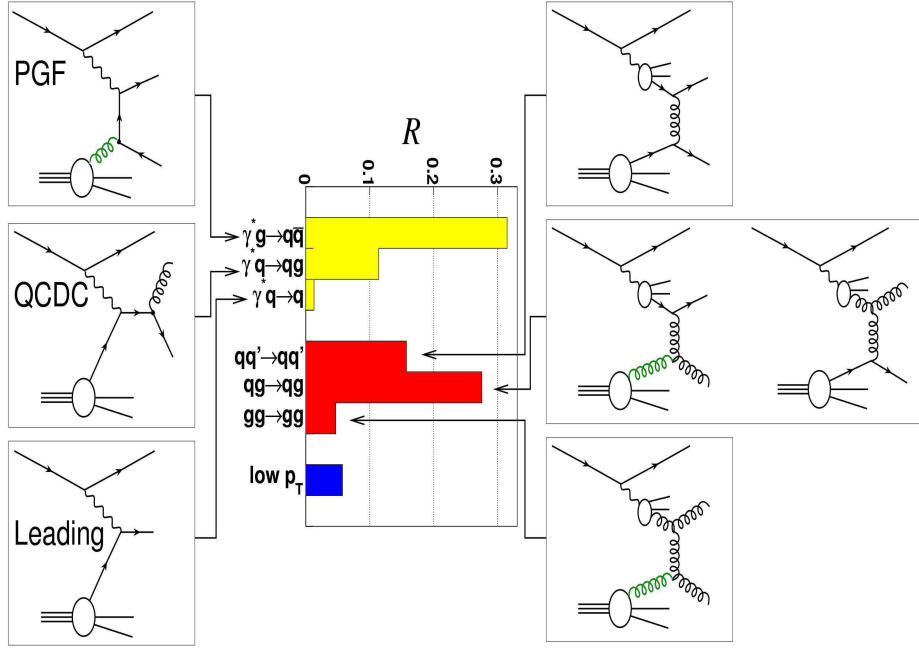 PGF
QCDC
Leading
R
0 0.1 0.2 0.3
γ*g→qq̄
γ*q→qg
γ*q→q
qq'→qq'
qg→qg
gg→gg
low pT